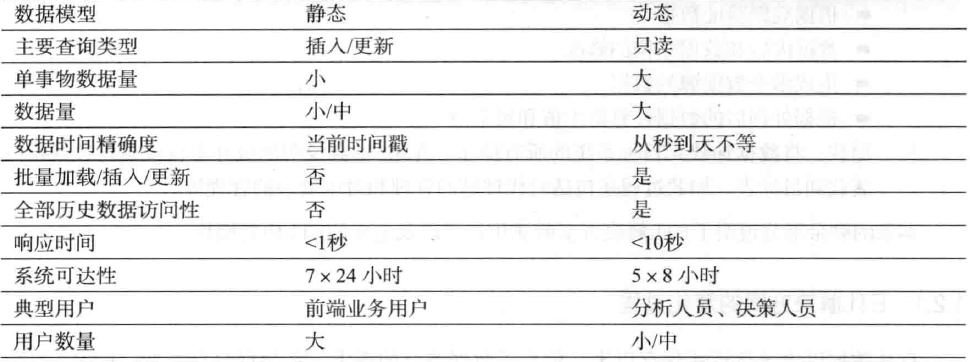 数据模型 静态 动态
主要查询类型 插入/更新 只读
单事物数据量 小 大
数据量 小/中 大
数据时间精确度 当前时间戳 从秒到天不等
批量加载/插入/更新 否 是
全部历史数据访问性 否 是
响应时间 <1秒 <10秒
系统可达性 7×24 小时 5×8 小时
典型用户 前端业务用户 分析人员、决策人员
用户数量 大 小/中